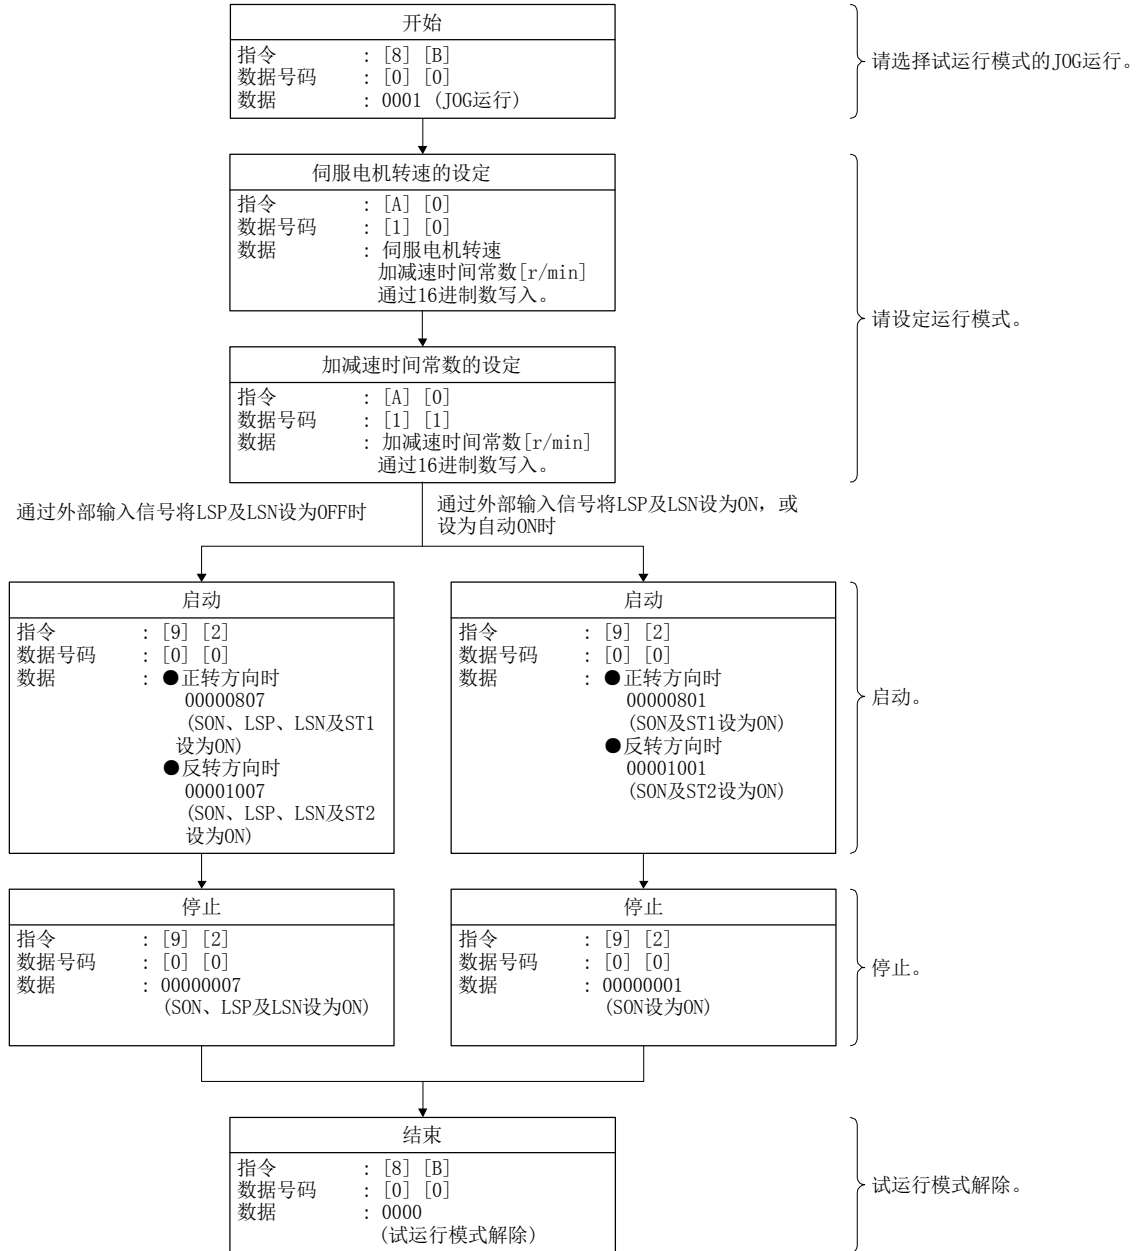 开始
指令 : [8] [B]
数据号码 : [0] [0]
数据 : 0001 (JOG运行)
请选择试运行模式的JOG运行。
伺服电机转速的设定
指令 : [A] [0]
数据号码 : [1] [0]
数据 : 伺服电机转速
加减速时间常数[r/min]
通过16进制数写入。
加减速时间常数的设定
指令 : [A] [0]
数据号码 : [1] [1]
数据 : 加减速时间常数[r/min]
通过16进制数写入。
请设定运行模式。
通过外部输入信号将LSP及LSN设为OFF时
通过外部输入信号将LSP及LSN设为ON，或
设为自动ON时
启动
指令 : [9] [2]
数据号码 : [0] [0]
数据 : ●正转方向时
00000807
(SON、LSP、LSN及ST1
设为ON)
●反转方向时
00001007
(SON、LSP、LSN及ST2
设为ON)
启动
指令 : [9] [2]
数据号码 : [0] [0]
数据 : ●正转方向时
00000801
(SON及ST1设为ON)
●反转方向时
00001001
(SON及ST2设为ON)
启动。
停止
指令 : [9] [2]
数据号码 : [0] [0]
数据 : 00000007
(SON、LSP及LSN设为ON)
停止
指令 : [9] [2]
数据号码 : [0] [0]
数据 : 00000001
(SON设为ON)
停止。
结束
指令 : [8] [B]
数据号码 : [0] [0]
数据 : 0000
(试运行模式解除)
试运行模式解除。